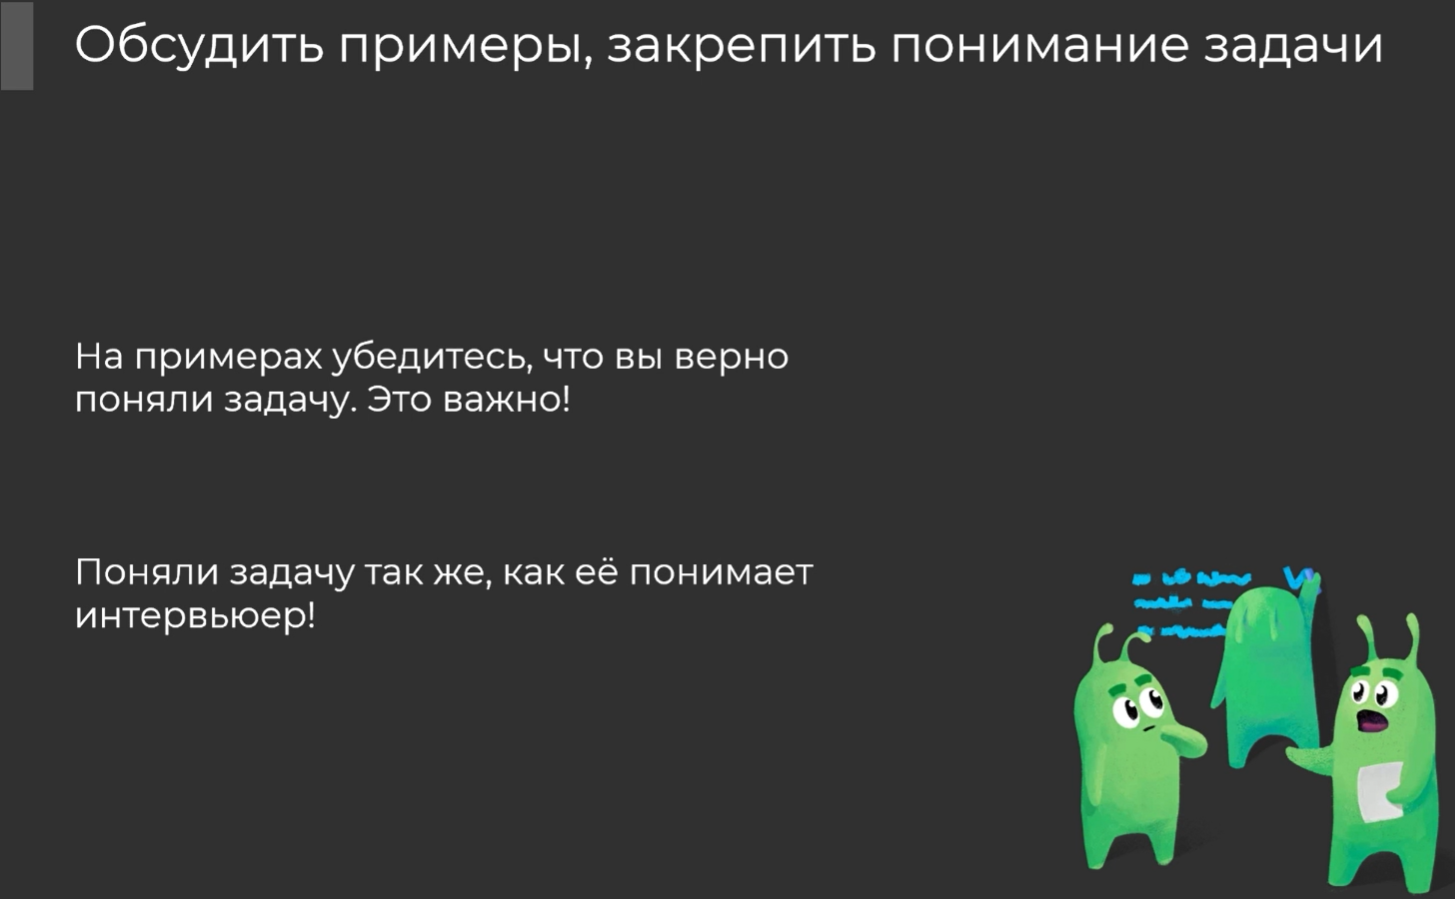 Обсудить примеры, закрепить понимание задачи
На примерах убедитесь, что вы верно
поняли задачу. Это важно!
Поняли задачу так же, как её понимает
интервьюер!